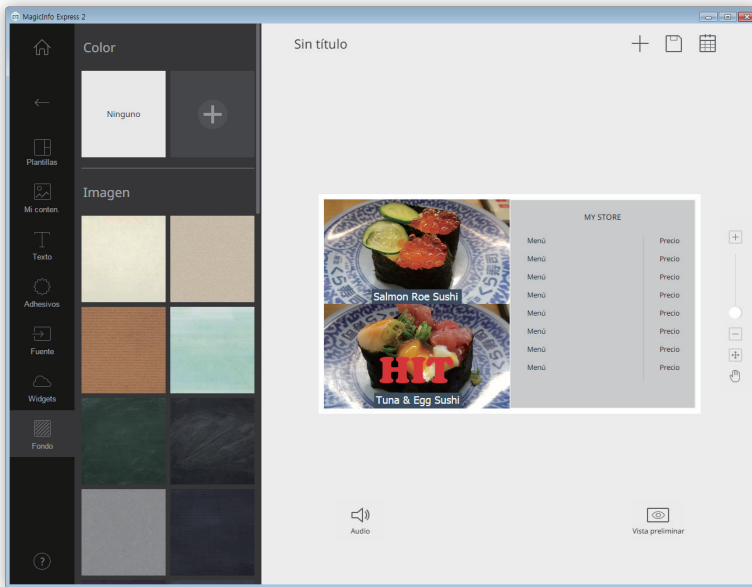 MagicInfo Express 2
Color
Ninguno
Imagen
Plantillas
Mi conten.
Texto
Adhesivos
Fuente
Widgets
Fondo
?
Sin título
Salmon Roe Sushi
HIT
Tuna & Egg Sushi
MY STORE
Menú Precio
Menú Precio
Menú Precio
Menú Precio
Menú Precio
Menú Precio
Menú Precio
Menú Precio
Audio
Vista preliminar